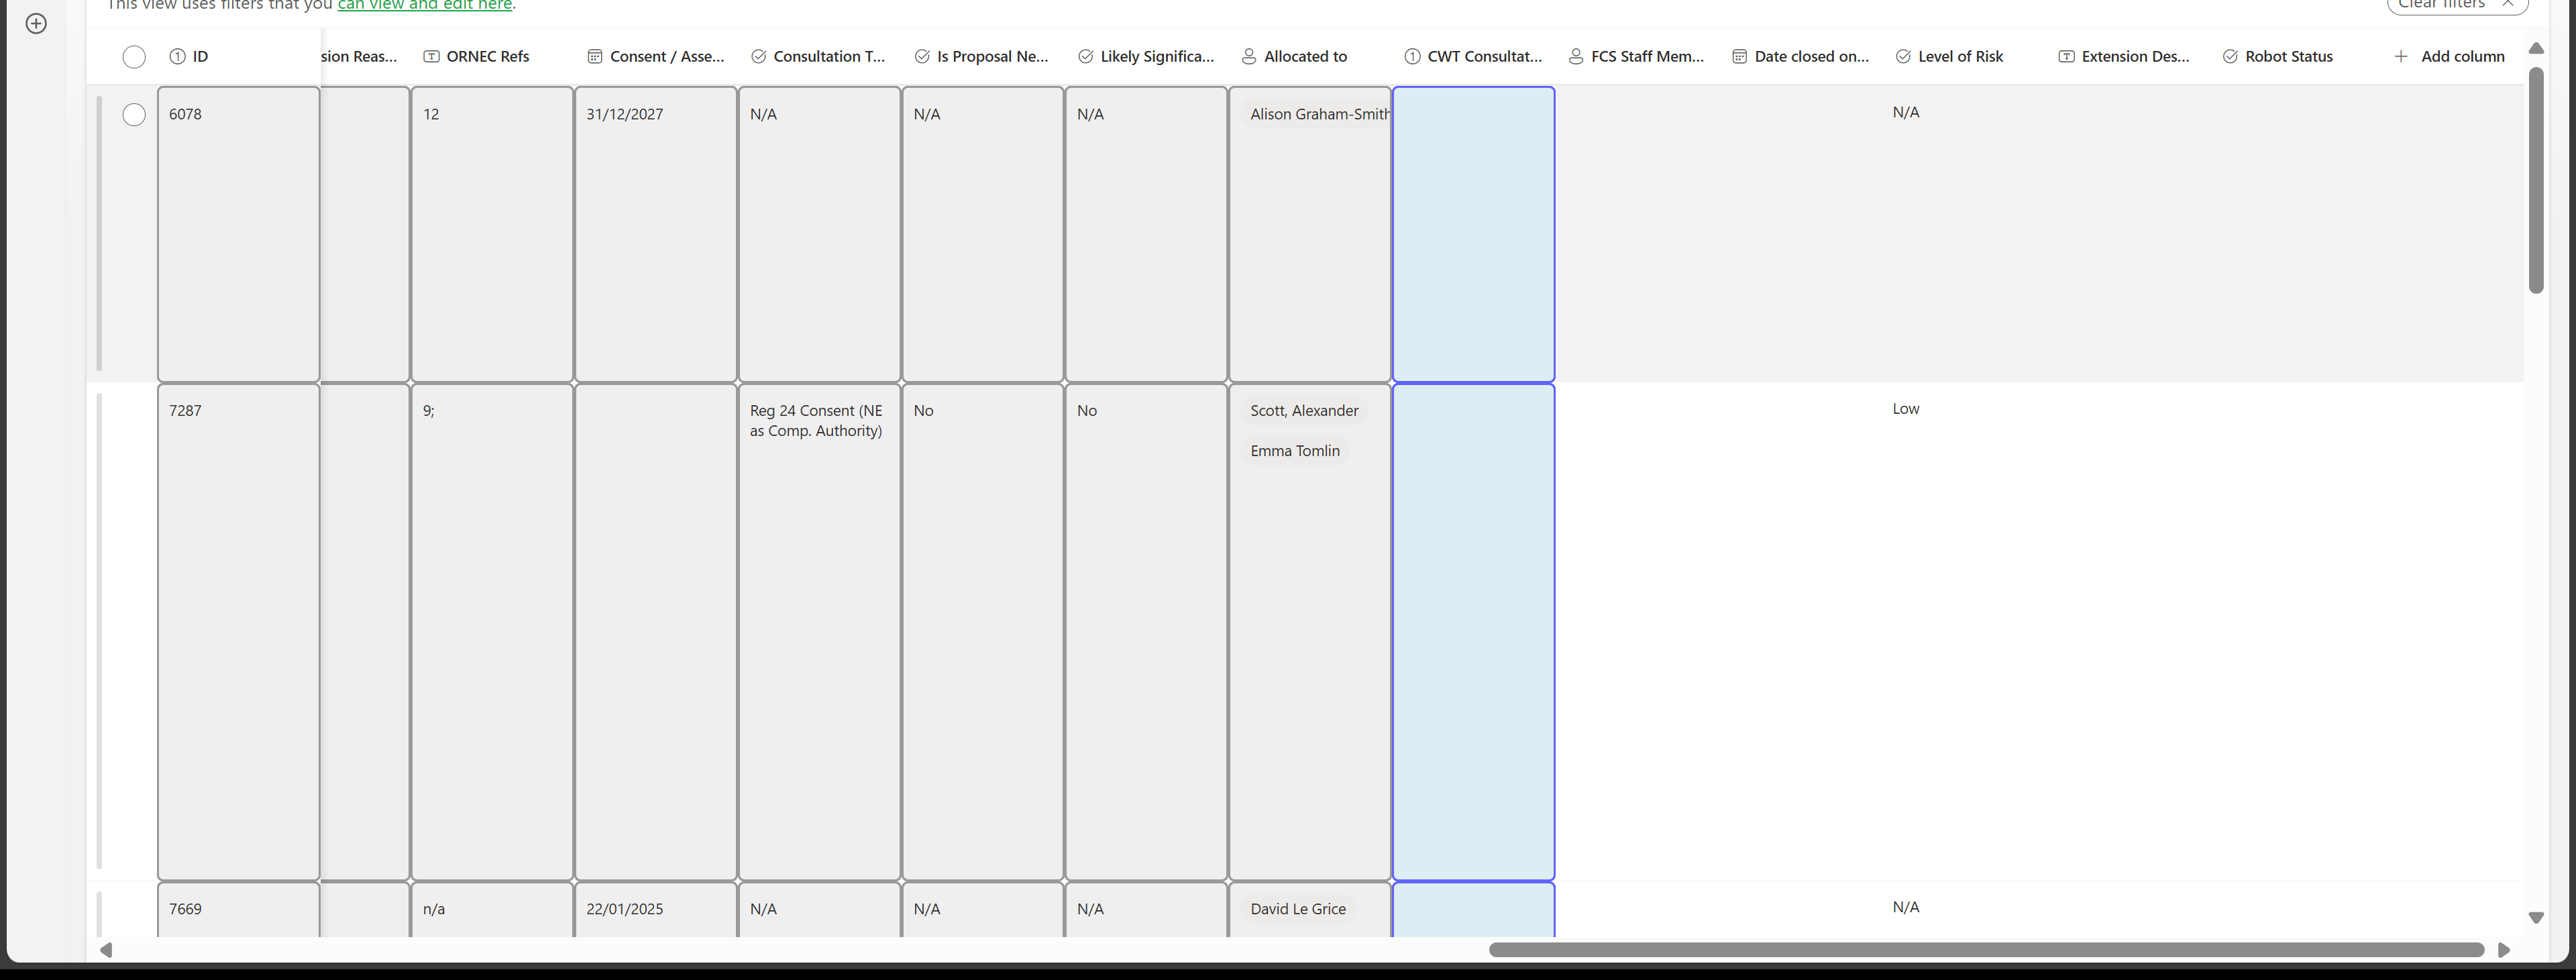 This view uses filters that you can view and edit here.
Clear filters
ID
sion Reas...
ORNEC Refs
Consent / Asse...
Consultation T...
Is Proposal Ne...
Likely Significa...
Allocated to
CWT Consultat...
FCS Staff Mem...
Date closed on...
Level of Risk
Extension Des...
Robot Status
Add column
6078
12
31/12/2027
N/A
N/A
N/A
Alison Graham-Smith
N/A
7287
9;
Reg 24 Consent (NE
as Comp. Authority)
No
No
Scott, Alexander
Emma Tomlin
Low
7669
n/a
22/01/2025
N/A
N/A
N/A
David Le Grice
N/A